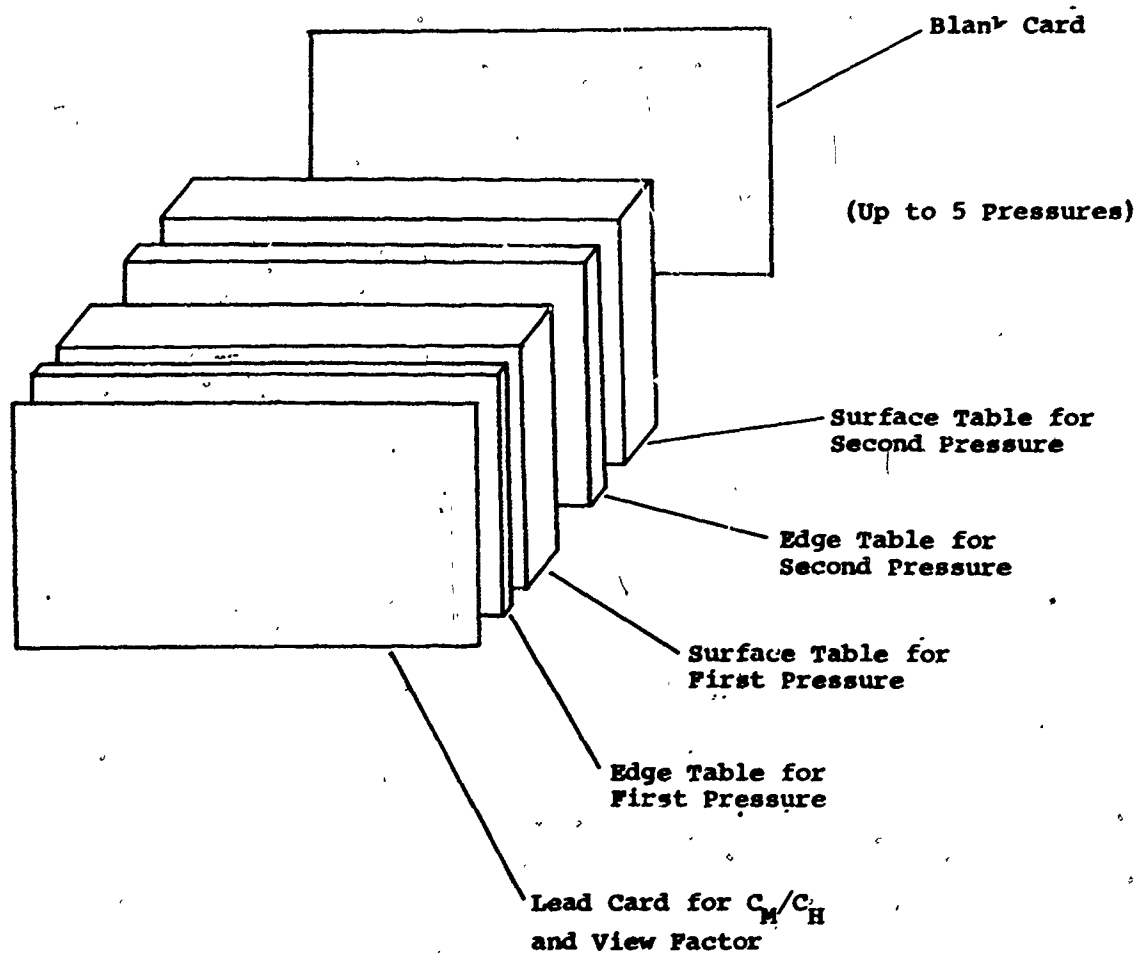 Blank Card
(Up to 5 Pressures)
Surface Table for
Second Pressure
Edge Table for
Second Pressure
Surface Table for
First Pressure
Edge Table for
First Pressure
Lead Card for C_M/C_H
and View Factor